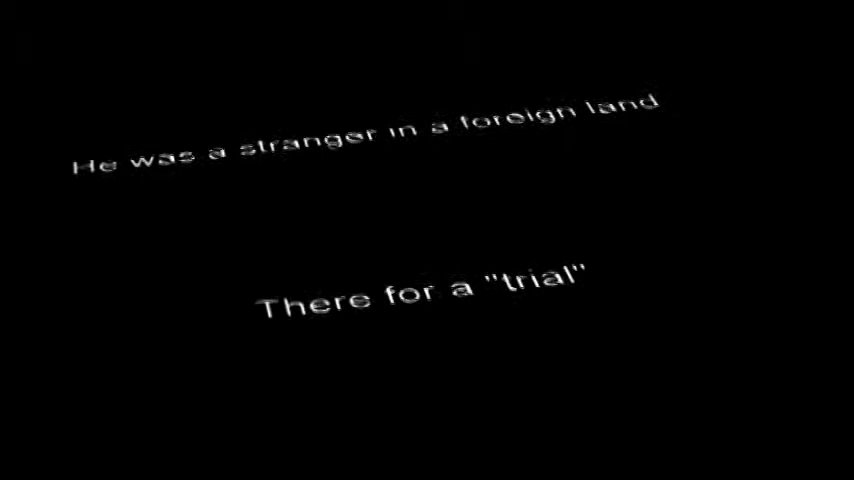 He was a stranger in a foreign land
There for a "trial"